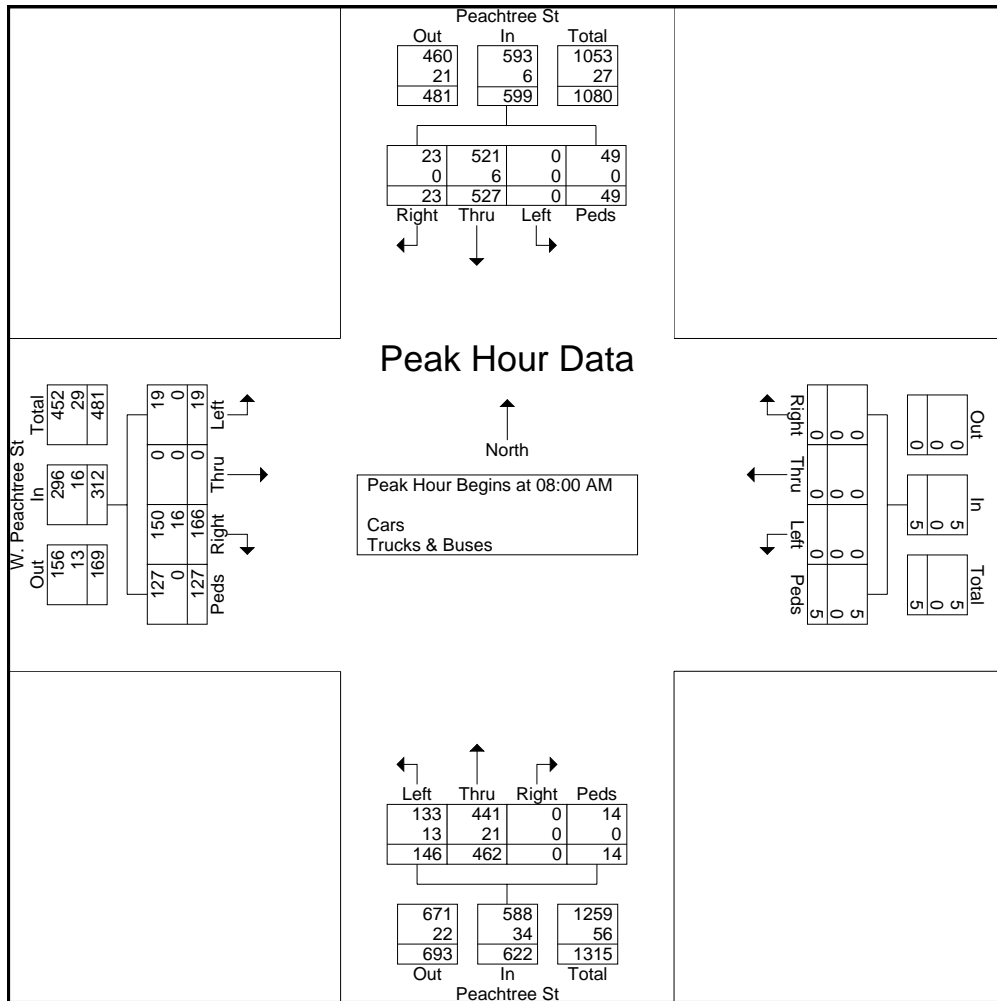 Peachtree St
Out In Total
460 593 1053
21 6 27
481 599 1080
23 521 0 49
0 6 0 0
23 527 0 49
Right Thru Left Peds
Peak Hour Data
North
Peak Hour Begins at 08:00 AM
Cars
Trucks & Buses
W. Peachtree St
Out In Total
156 296 452
13 16 29
169 312 481
127 150 0 19
0 16 0 0
127 166 0 19
Peds Right Thru Left
Out In Total
0 5 5
0 0 0
0 5 5
Right Thru Left Peds
0 0 0 5
0 0 0 0
0 0 0 5
Left Thru Right Peds
133 441 0 14
13 21 0 0
146 462 0 14
671 588 1259
22 34 56
693 622 1315
Out In Total
Peachtree St